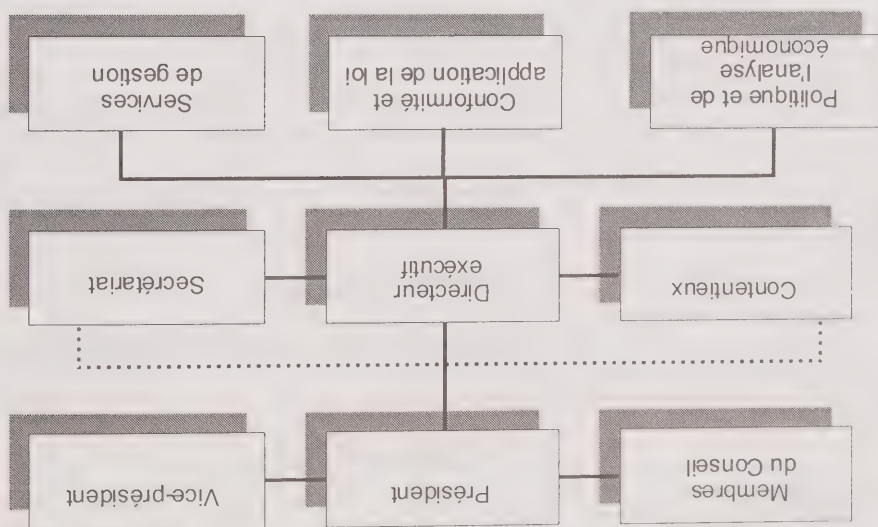 Membres
du Conseil
Président
Vice-président
Contentieux
Directeur
exécutif
Secrétariat
Politique et de
l'analyse
économique
Conformité et
application de la loi
Services
de gestion